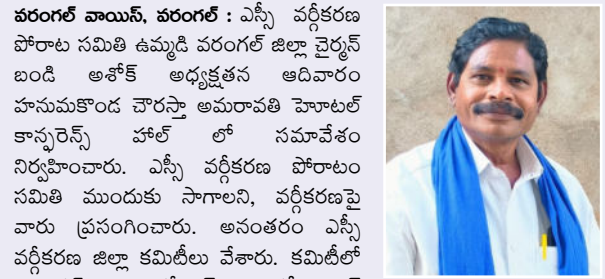 వరంగల్ వాయిస్, వరంగల్ : ఎస్సీ వర్గీకరణ
పోరాట సమితి ఉమ్మడి వరంగల్ జిల్లా చైర్మన్
బండి అశోక్ అధ్యక్షతన ఆదివారం
హనుమకొండ చౌరస్తా అమరావతి హెూటల్
కాన్ఫరెన్స్ హాల్ లో సమావేశం
నిర్వహించారు. ఎస్సీ వర్గీకరణ పోరాటం
సమితి ముందుకు సాగాలని, వర్గీకరణపై
వారు ప్రసంగించారు. అనంతరం ఎస్సీ
వర్గీకరణ జిల్లా కమిటీలు వేశారు. కమిటీలో